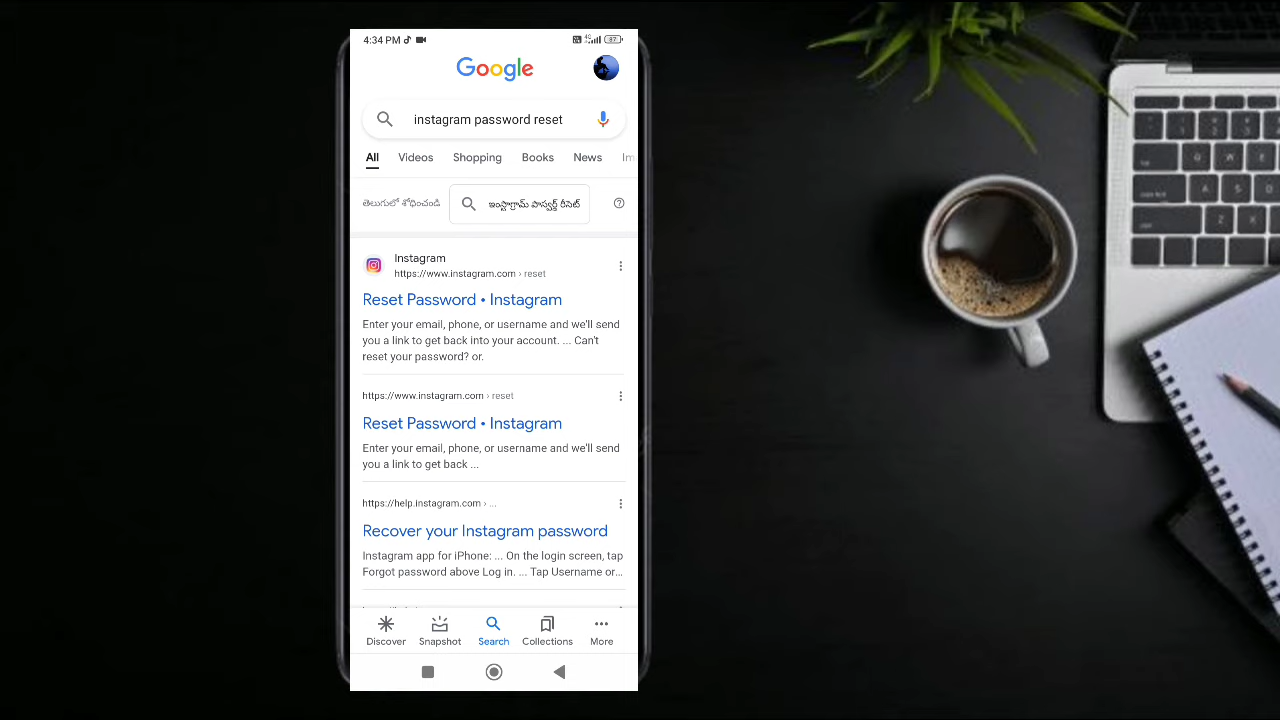 4:34 PM
4G
87
Google
instagram password reset
All Videos Shopping Books News Im
తెలుగులో శోధించండి ఇంస్టాగ్రామ్ పాస్వర్డ్ రీసెట్
Instagram
https://www.instagram.com › reset
Reset Password • Instagram
Enter your email, phone, or username and we'll send
you a link to get back into your account. ... Can't
reset your password? or.
https://www.instagram.com › reset
Reset Password • Instagram
Enter your email, phone, or username and we'll send
you a link to get back ...
https://help.instagram.com › ...
Recover your Instagram password
Instagram app for iPhone: ... On the login screen, tap
Forgot password above Log in. ... Tap Username or...
Discover Snapshot Search Collections More